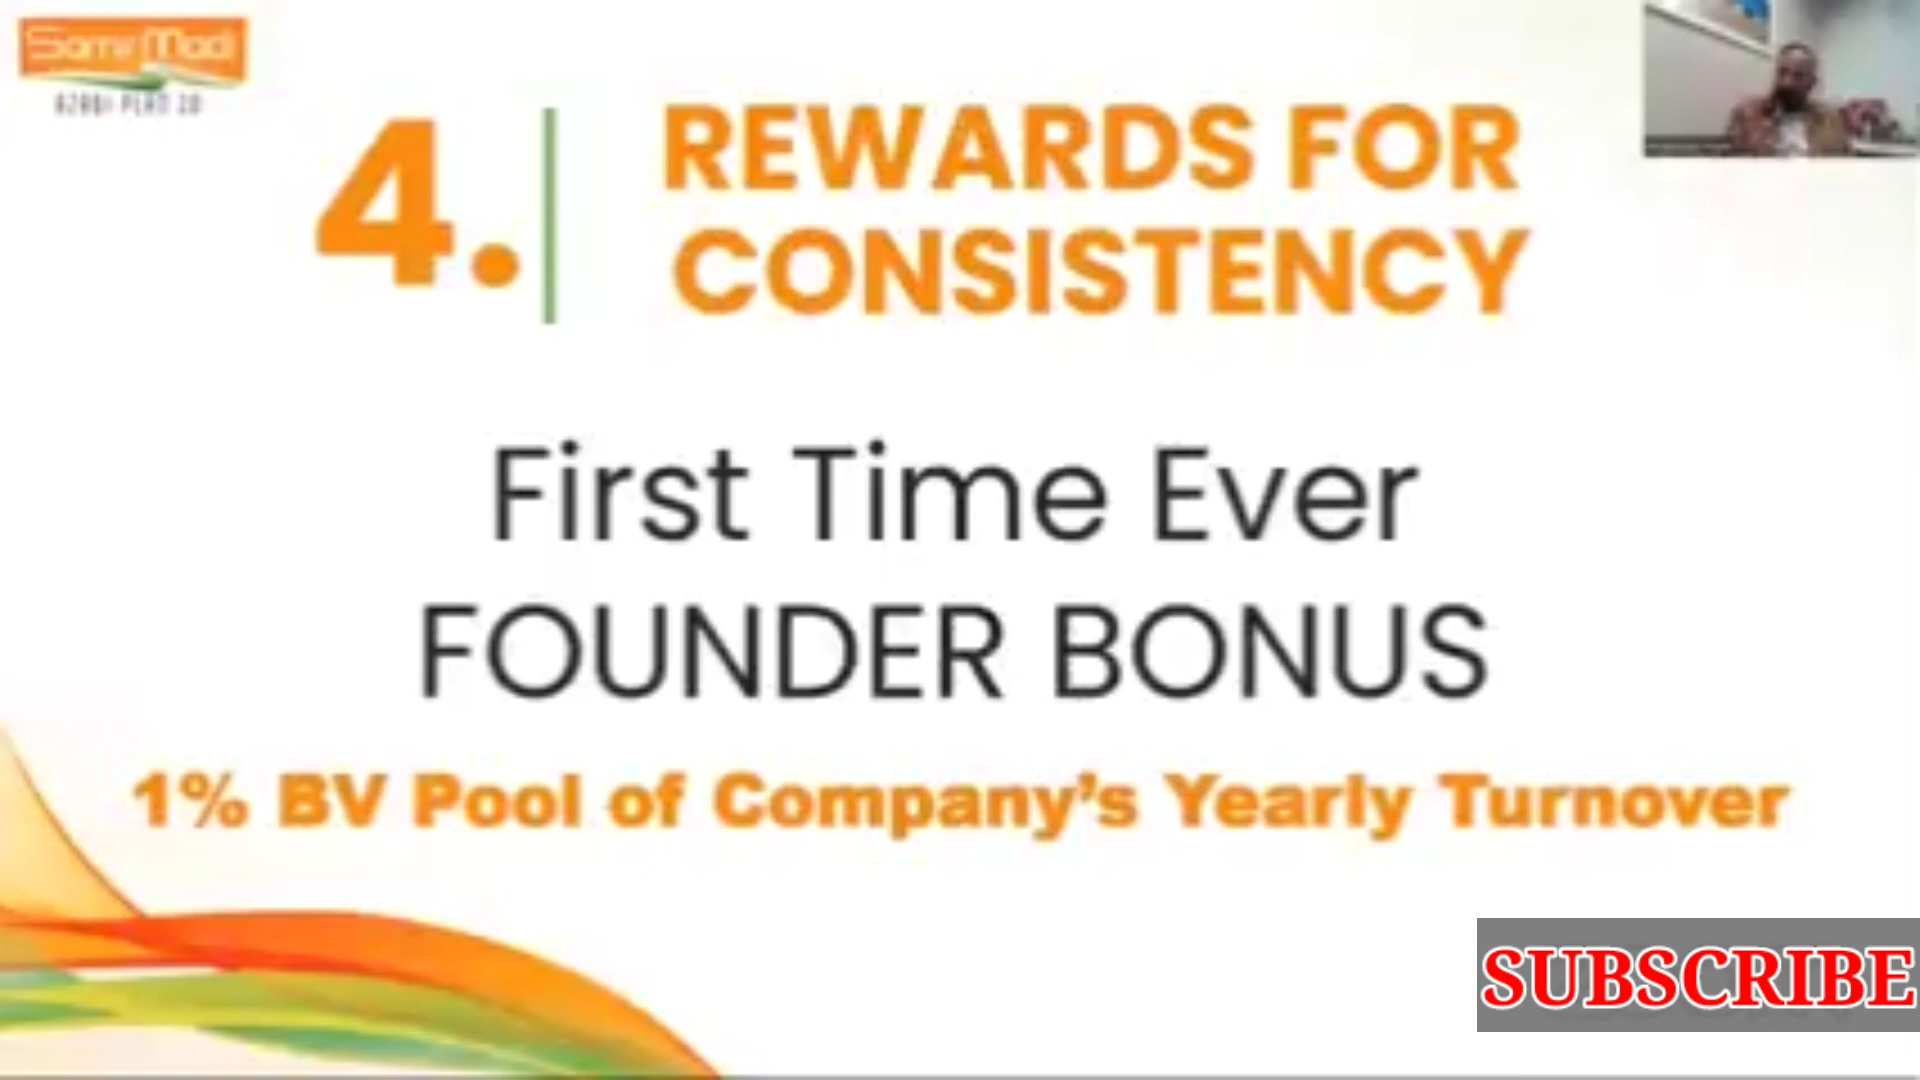 4.
REWARDS FOR
CONSISTENCY
First Time Ever
FOUNDER BONUS
1% BV Pool of Company's Yearly Turnover
SUBSCRIBE